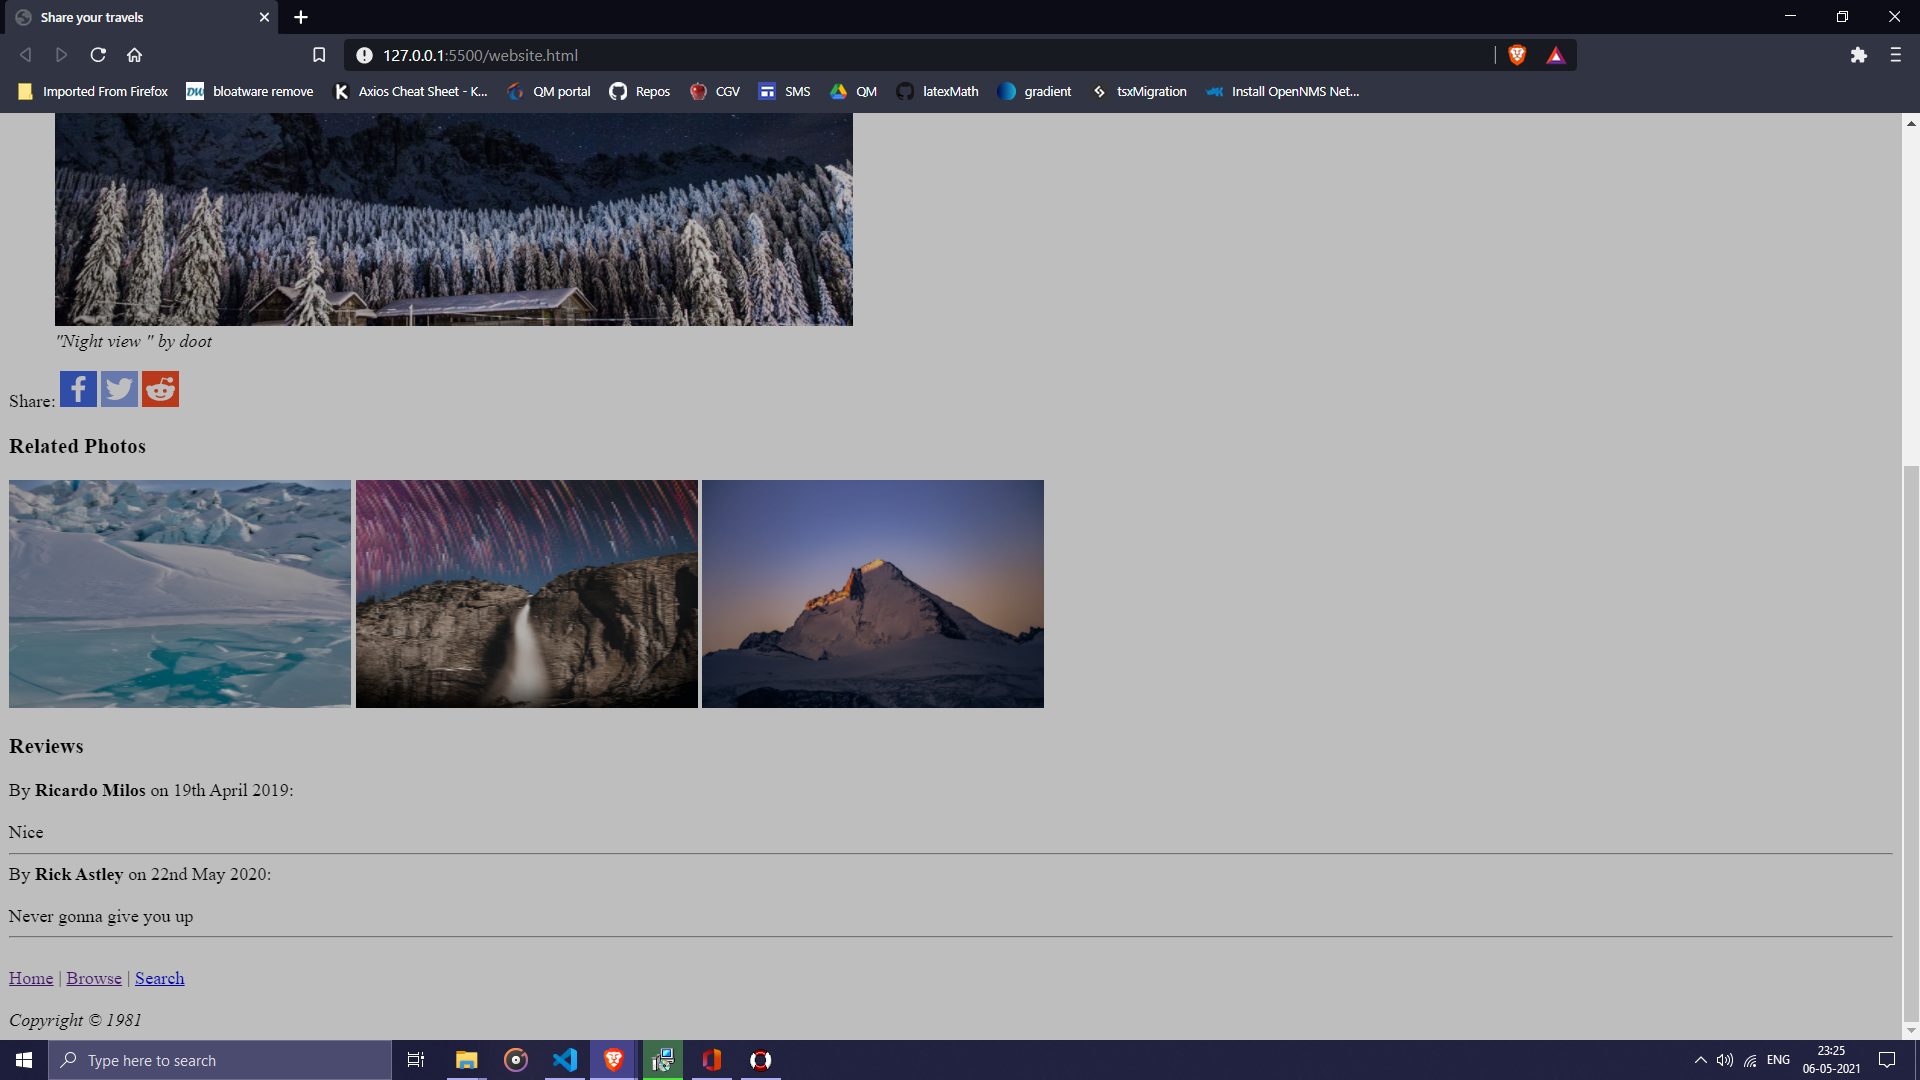 Share your travels
127.0.0.1:5500/website.html
Imported From Firefox
DW bloatware remove
K Axios Cheat Sheet - K...
QM portal
Repos
CGV
SMS
QM
latexMath
gradient
tsxMigration
Install OpenNMS Net...
"Night view " by doot
Share:
Related Photos
Reviews
By Ricardo Milos on 19th April 2019:
Nice
By Rick Astley on 22nd May 2020:
Never gonna give you up
Home | Browse | Search
Copyright © 1981
Type here to search
ENG
23:25
06-05-2021